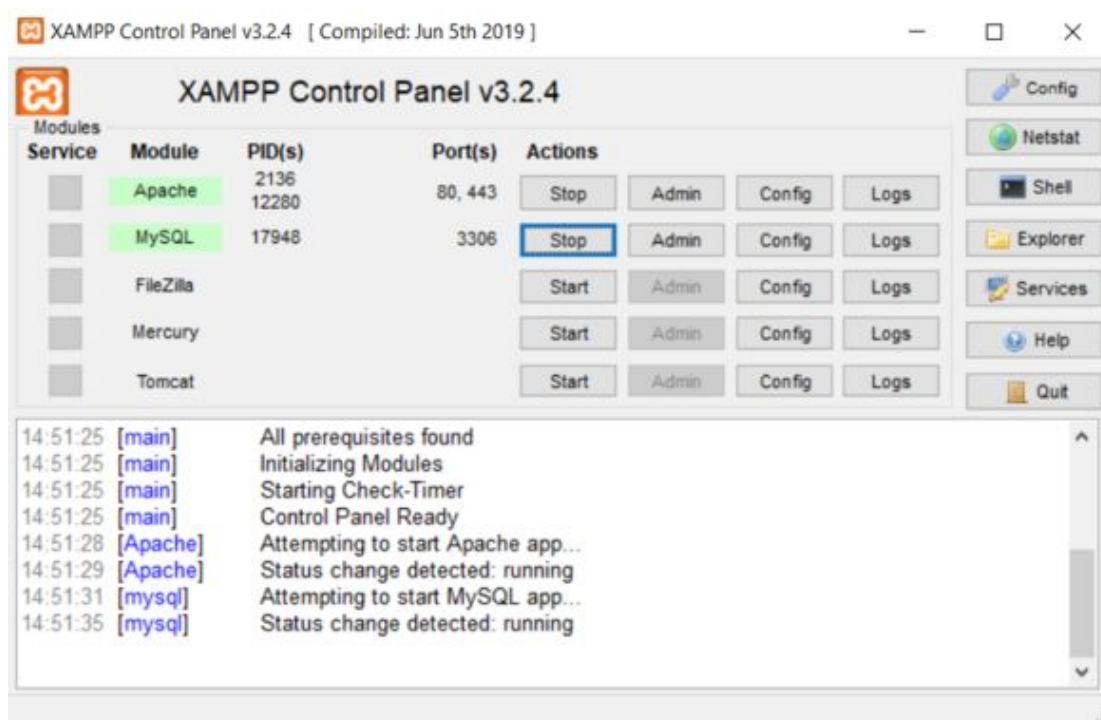 XAMPP Control Panel v3.2.4 [ Compiled: Jun 5th 2019 ]
XAMPP Control Panel v3.2.4
Config
Modules
Netstat
Service Module PID(s) Port(s) Actions
Apache 2136 12280 80, 443 Stop Admin Config Logs
Shell
MySQL 17948 3306 Stop Admin Config Logs
Explorer
FileZilla Start Admin Config Logs
Services
Mercury Start Admin Config Logs
Help
Tomcat Start Admin Config Logs
Quit
14:51:25 [main] All prerequisites found
14:51:25 [main] Initializing Modules
14:51:25 [main] Starting Check-Timer
14:51:25 [main] Control Panel Ready
14:51:28 [Apache] Attempting to start Apache app...
14:51:29 [Apache] Status change detected: running
14:51:31 [mysql] Attempting to start MySQL app...
14:51:35 [mysql] Status change detected: running